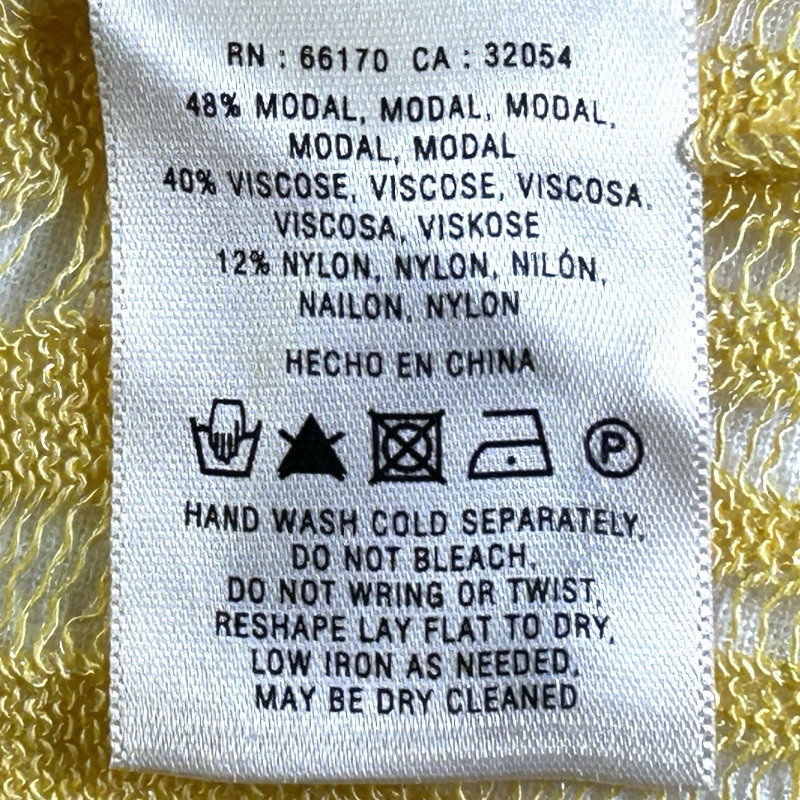 RN : 66170 CA : 32054
48% MODAL, MODAL, MODAL,
MODAL, MODAL
40% VISCOSE, VISCOSE, VISCOSA,
VISCOSA, VISKOSE
12% NYLON, NYLON, NILÓN,
NAILON, NYLON
HECHO EN CHINA
P
HAND WASH COLD SEPARATELY,
DO NOT BLEACH.
DO NOT WRING OR TWIST,
RESHAPE LAY FLAT TO DRY,
LOW IRON AS NEEDED.
MAY BE DRY CLEANED